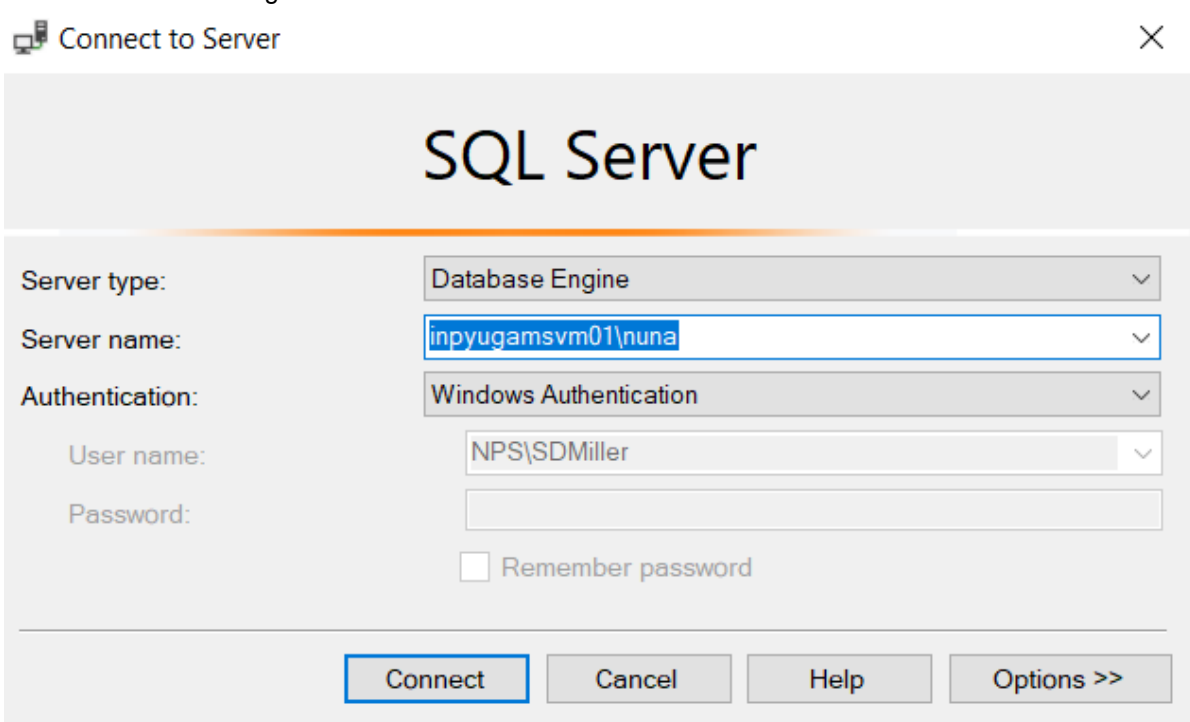 Connect to Server
SQL Server
Server type: Database Engine
Server name: inpyugamsvm01\nuna
Authentication: Windows Authentication
User name: NPS\SDMiller
Password:
Remember password
Connect Cancel Help Options >>